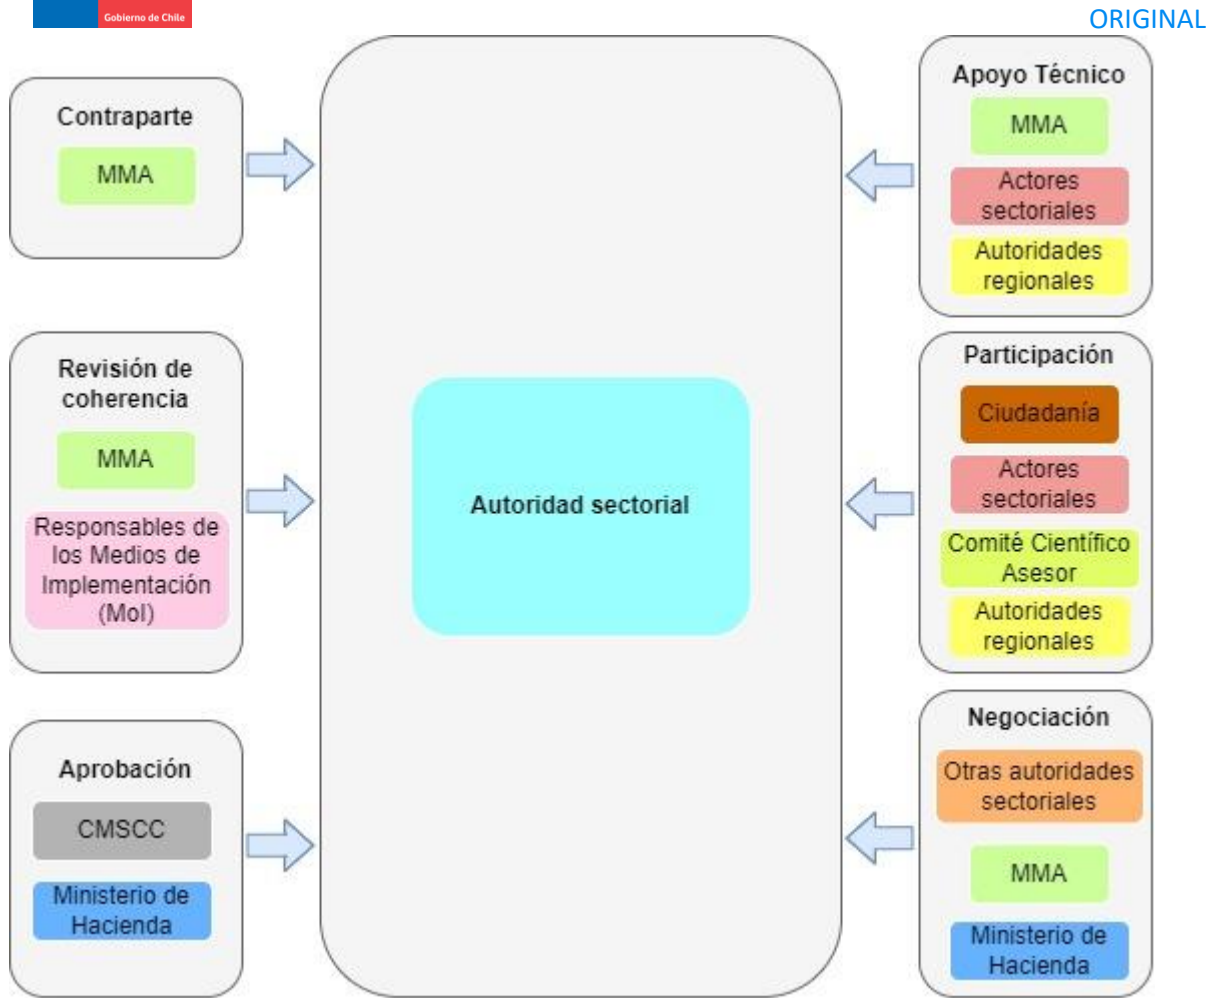 Gobierno de Chile
ORIGINAL
Contraparte
MMA
Revisión de
coherencia
MMA
Responsables de
los Medios de
Implementación
(MoI)
Aprobación
CMSCC
Ministerio de
Hacienda
Autoridad sectorial
Apoyo Técnico
MMA
Actores
sectoriales
Autoridades
regionales
Participación
Ciudadanía
Actores
sectoriales
Comité Científico
Asesor
Autoridades
regionales
Negociación
Otras autoridades
sectoriales
MMA
Ministerio de
Hacienda